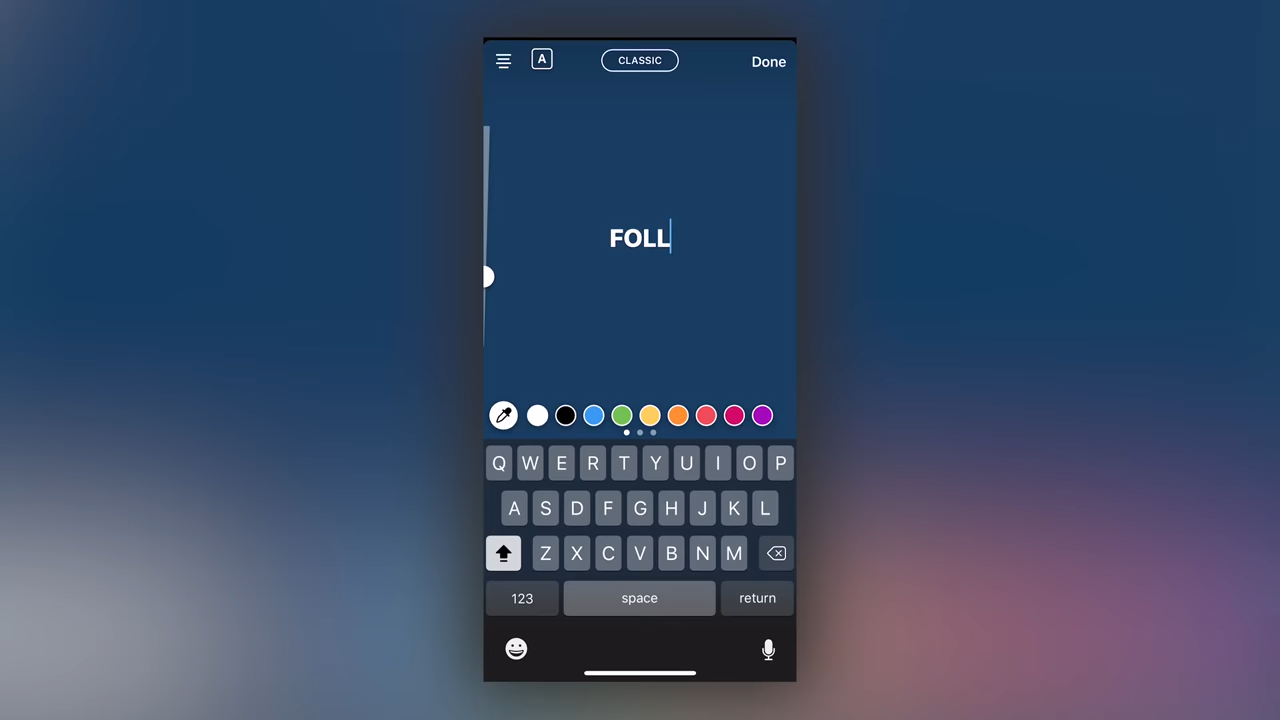 A
CLASSIC
Done
FOLL
Q W E R T Y U I O P
A S D F G H J K L
Z X C V B N M
123 space return